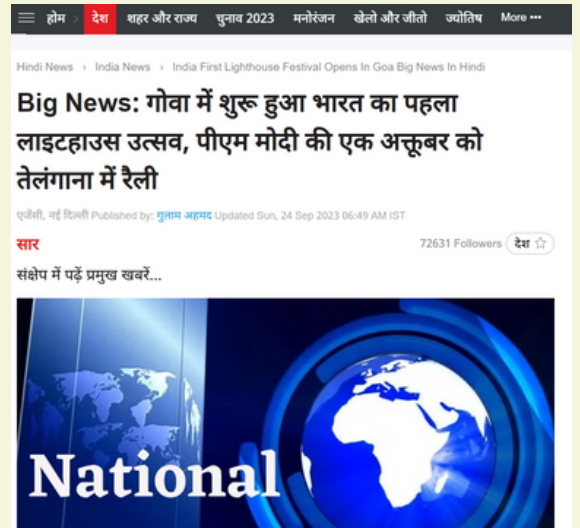 होम > देश शहर और राज्य चुनाव 2023 मनोरंजन खेलो और जीतो ज्योतिष More •••
Hindi News › India News › India First Lighthouse Festival Opens In Goa Big News In Hindi
Big News: गोवा में शुरू हुआ भारत का पहला
लाइटहाउस उत्सव, पीएम मोदी की एक अक्तूबर को
तेलंगाना में रैली
एजेंसी, नई दिल्ली Published by: गुलाम अहमद Updated Sun, 24 Sep 2023 06:49 AM IST
सार 72631 Followers देश ☆
संक्षेप में पढ़ें प्रमुख खबरें...
National